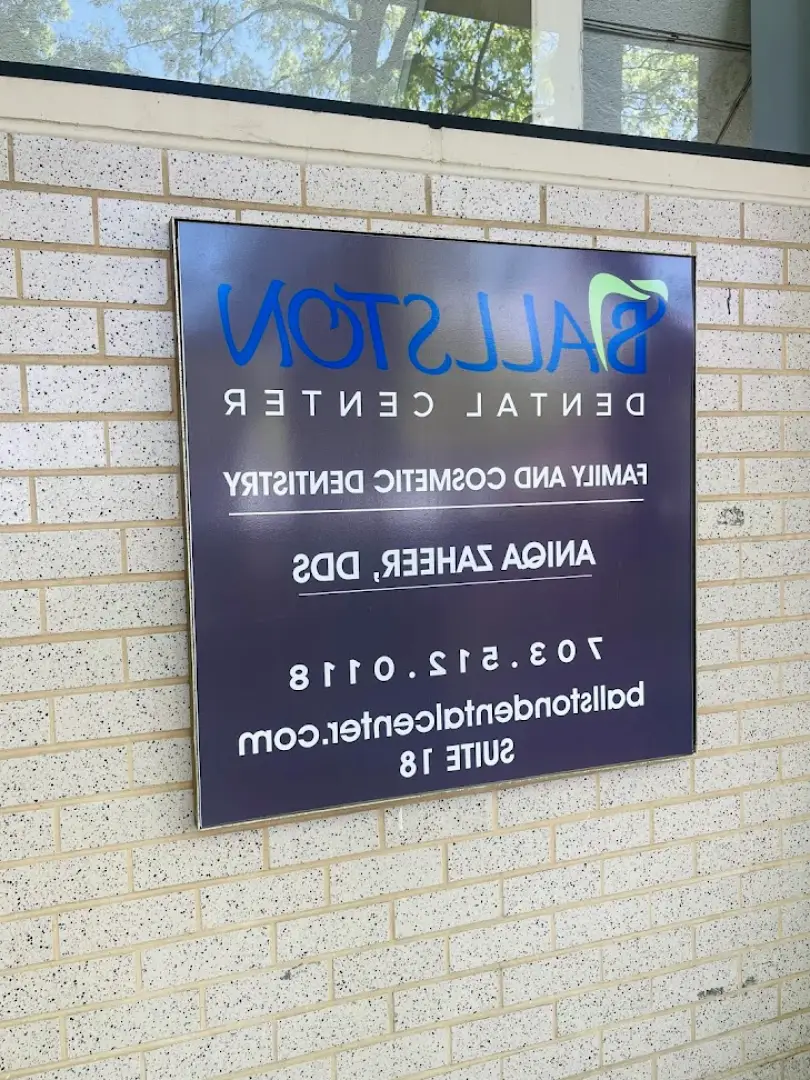 BALLSTON
DENTAL CENTER
FAMILY AND COSMETIC DENTISTRY
ANIQA ZAHEER, DDS
703.512.0118
ballstondentalcenter.com
SUITE 18